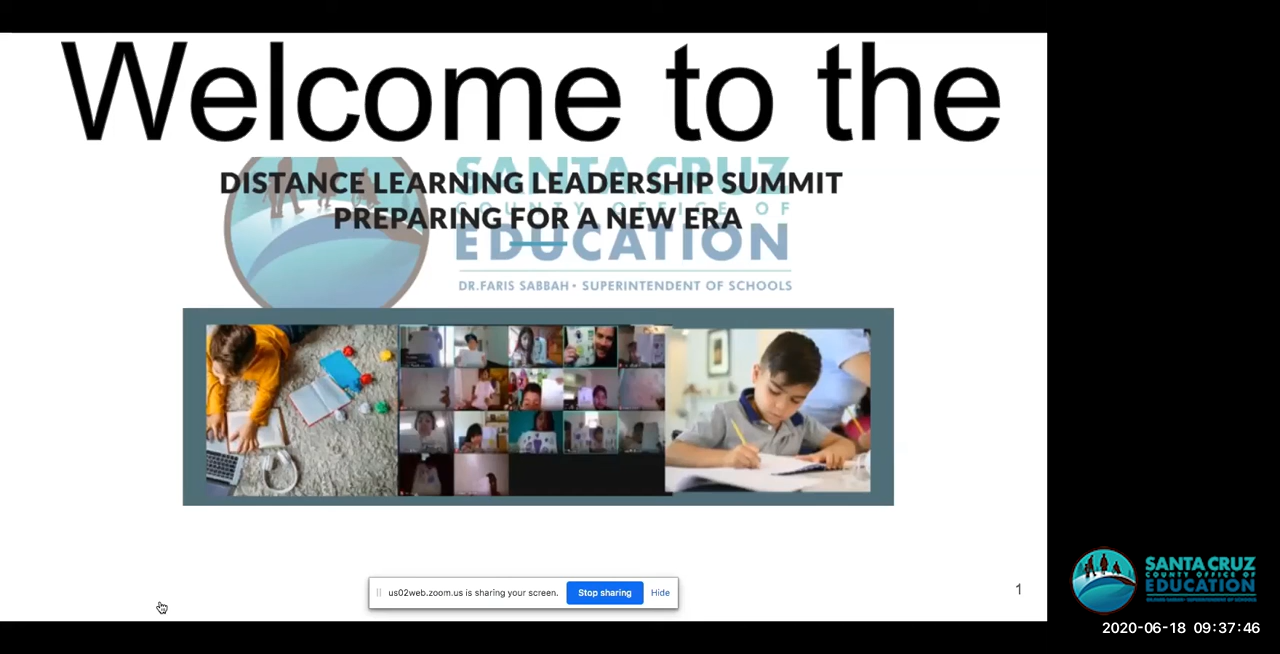 Welcome to the
SANTA CRUZ
DISTANCE LEARNING LEADERSHIP SUMMIT
COUNTY OFFICE OF
PREPARING FOR A NEW ERA
EDUCATION
DR.FARIS SABBAH • SUPERINTENDENT OF SCHOOLS
us02web.zoom.us is sharing your screen. Stop sharing Hide
1
SANTA CRUZ
COUNTY OFFICE OF
EDUCATION
2020-06-18 09:37:46